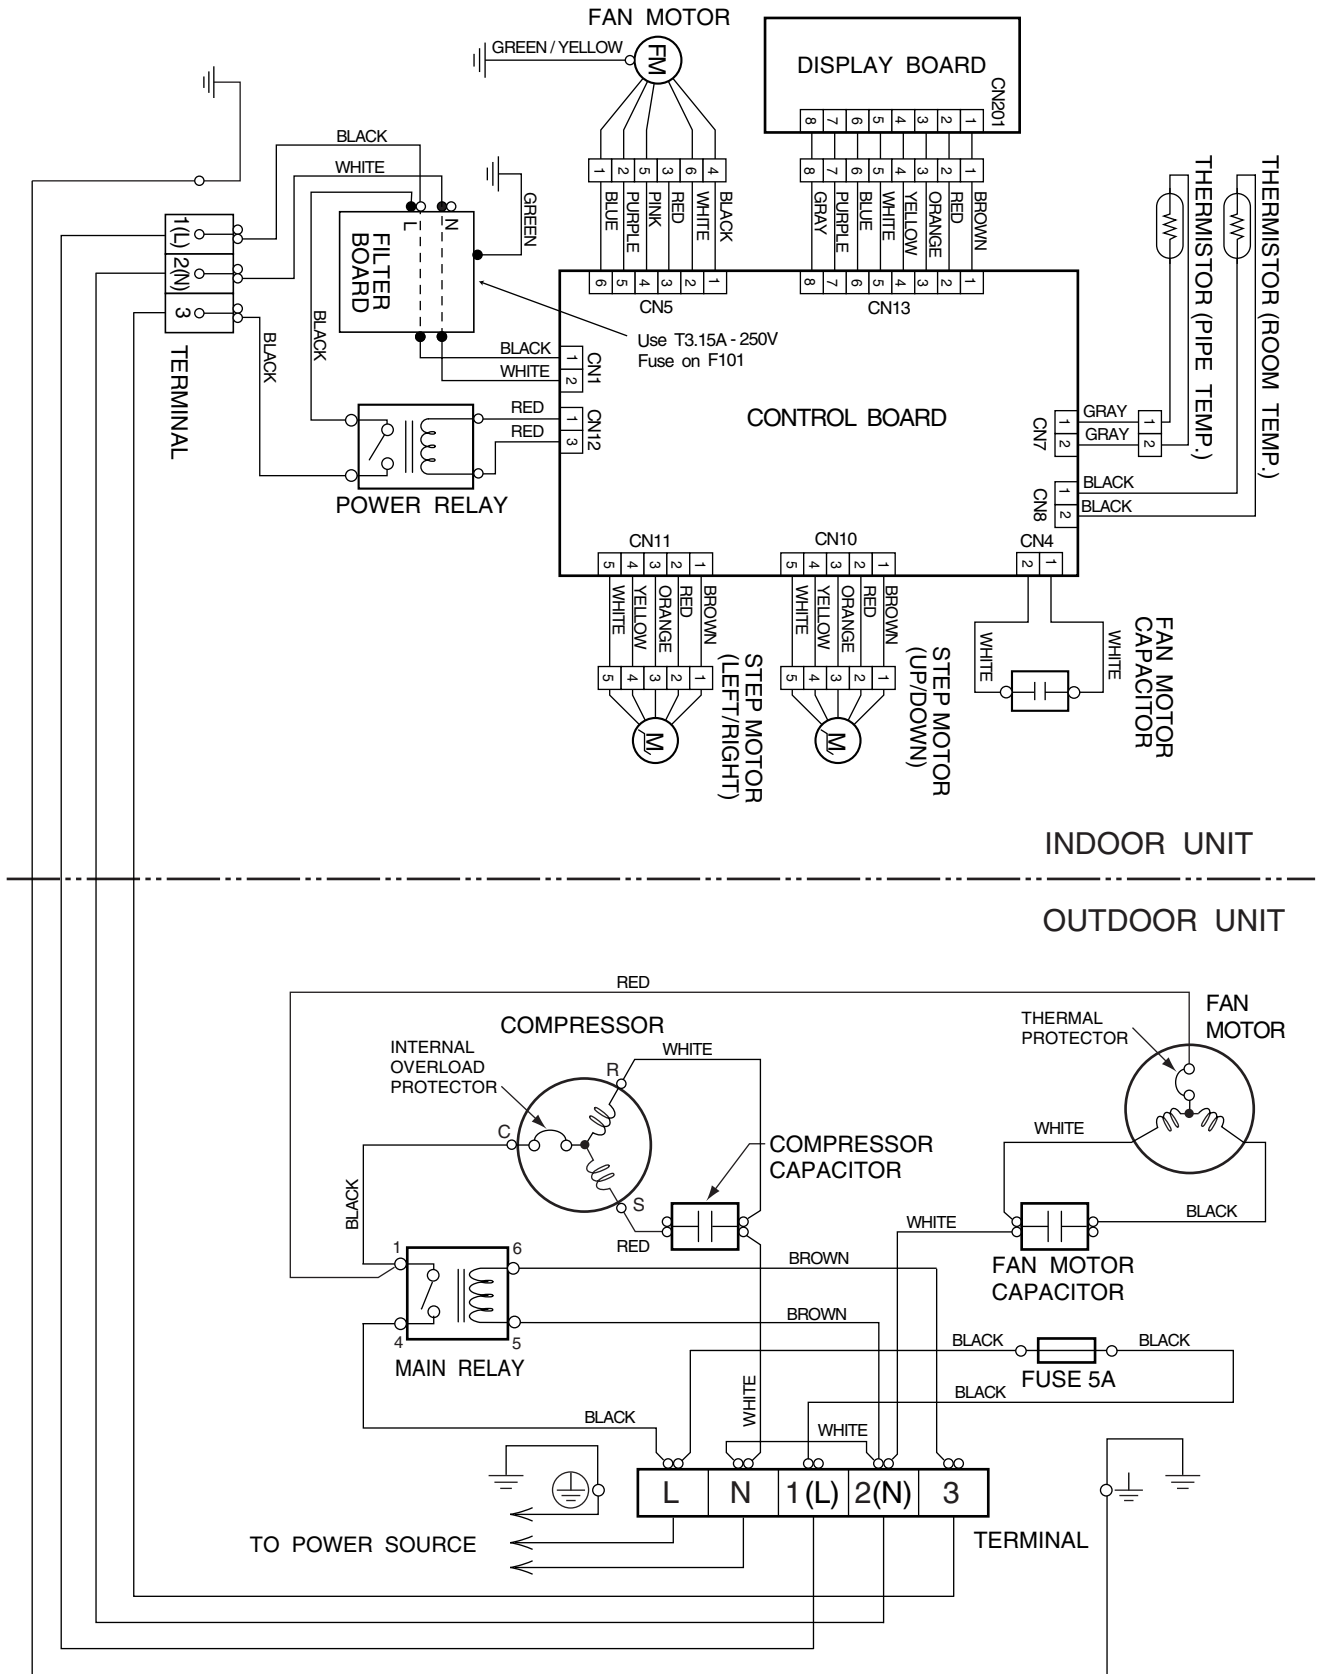 FAN MOTOR
GREEN / YELLOW
FM
DISPLAY BOARD
CN201
8 7 6 5 4 3 2 1
BLACK
WHITE
1 2 5 3 6 4
8 7 6 5 4 3 2 1
BLUE
PURPLE
PINK
RED
WHITE
BLACK
GRAY
PURPLE
BLUE
WHITE
YELLOW
ORANGE
RED
BROWN
THERMISTOR (PIPE TEMP.)
THERMISTOR (ROOM TEMP.)
GREEN
L
N
FILTER
BOARD
1(L)
2(N)
3
TERMINAL
BLACK
BLACK
6 5 4 3 2 1
CN5
8 7 6 5 4 3 2 1
CN13
Use T3.15A - 250V
Fuse on F101
BLACK
WHITE
1
2
CN1
RED
RED
1
3
CN12
CONTROL BOARD
POWER RELAY
CN7
1
2
GRAY
GRAY
1
2
CN8
1
2
BLACK
BLACK
CN11
5 4 3 2 1
CN10
5 4 3 2 1
CN4
2 1
WHITE
YELLOW
ORANGE
RED
BROWN
WHITE
YELLOW
ORANGE
RED
BROWN
WHITE
WHITE
FAN MOTOR
CAPACITOR
5 4 3 2 1
5 4 3 2 1
M
M
STEP MOTOR
(LEFT/RIGHT)
STEP MOTOR
(UP/DOWN)
INDOOR UNIT
OUTDOOR UNIT
RED
COMPRESSOR
INTERNAL
OVERLOAD
PROTECTOR
WHITE
R
C
S
THERMAL
PROTECTOR
FAN
MOTOR
WHITE
COMPRESSOR
CAPACITOR
BLACK
RED
WHITE
BLACK
FAN MOTOR
CAPACITOR
1
6
4
5
BROWN
BROWN
MAIN RELAY
BLACK
BLACK
FUSE 5A
BLACK
WHITE
BLACK
WHITE
L
N
1(L)
2(N)
3
TO POWER SOURCE
TERMINAL